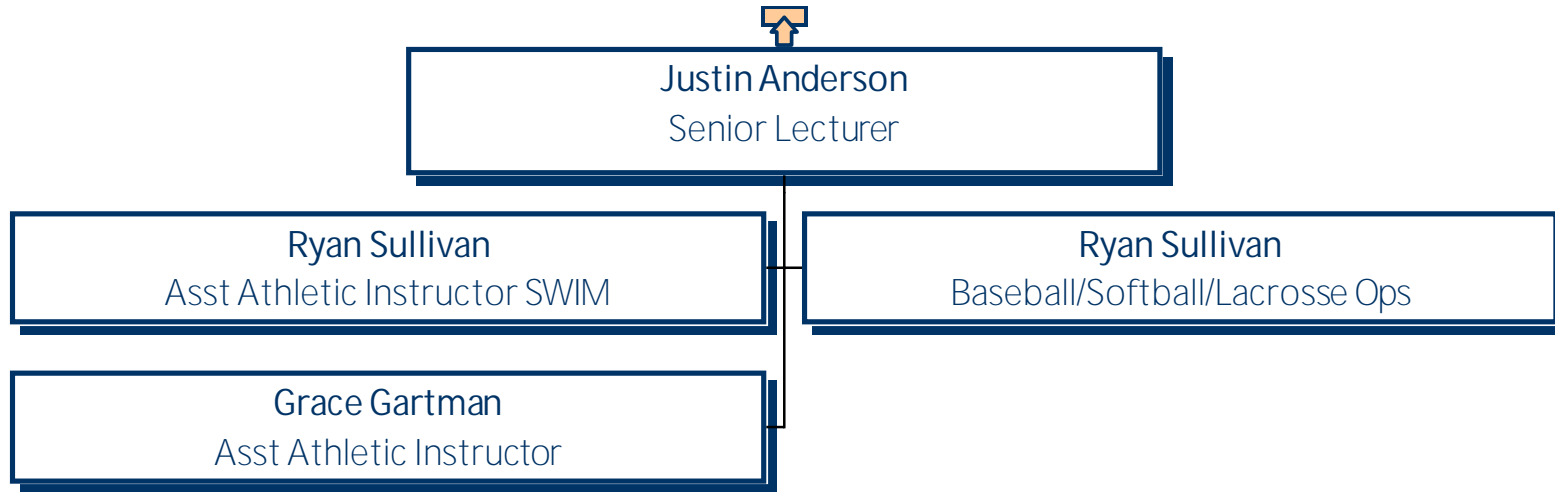 Justin Anderson
Senior Lecturer
Ryan Sullivan
Asst Athletic Instructor SWIM
Ryan Sullivan
Baseball/Softball/Lacrosse Ops
Grace Gartman
Asst Athletic Instructor